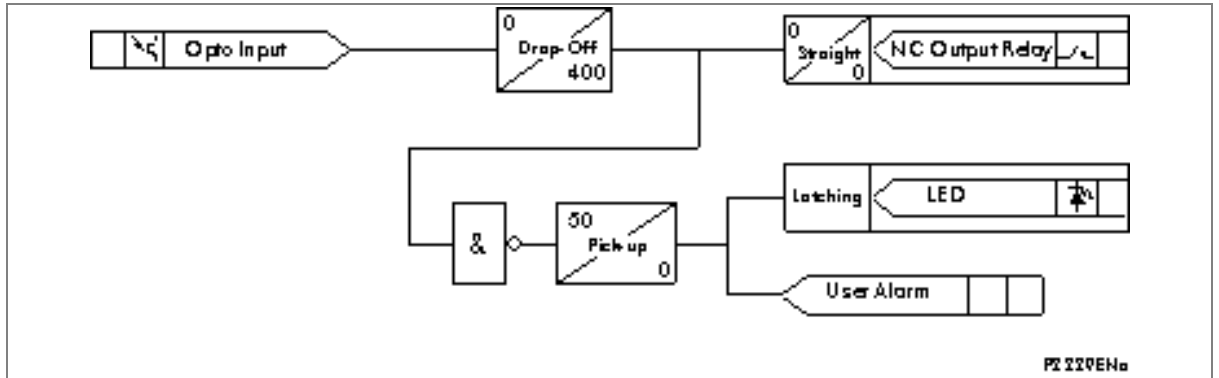 Opto Input
0
Drop-Off
400
0
Straight
0
NC Output Relay
&
50
Pick-up
0
Latching
LED
User Alarm
P2229ENa